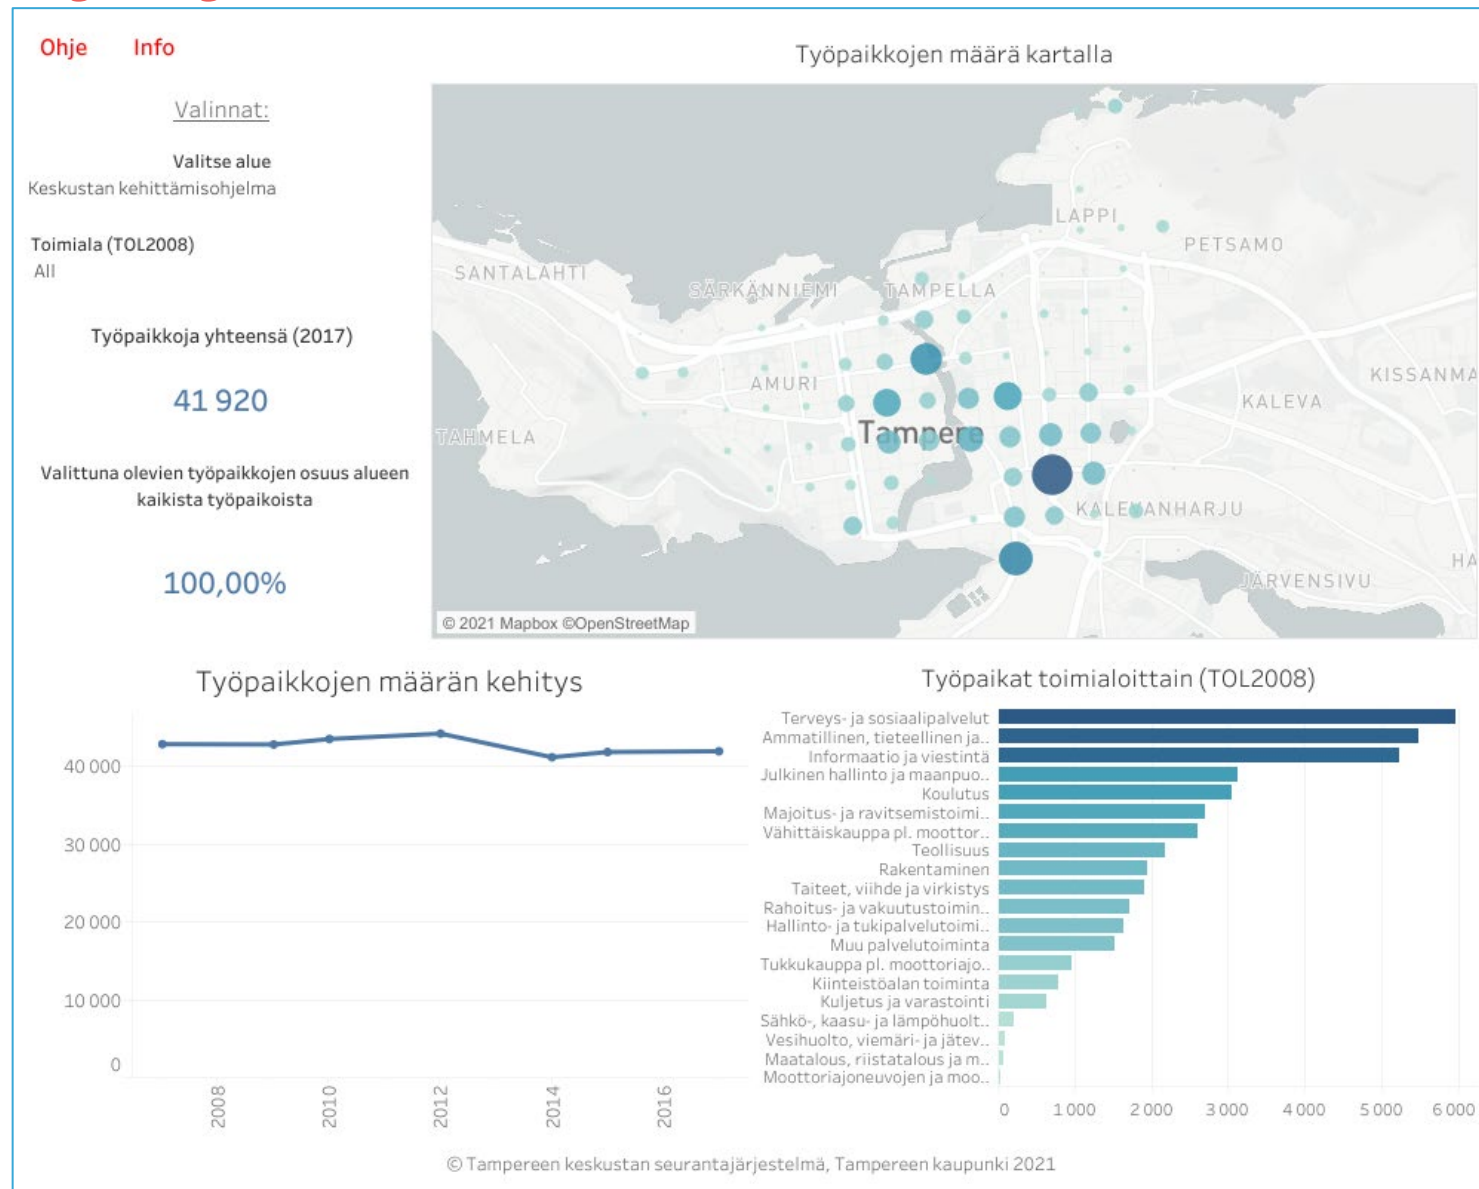 Ohje Info
Valinnat:
Valitse alue
Keskustan kehittämisohjelma
Toimiala (TOL2008)
All
Työpaikkoja yhteensä (2017)
41 920
Valittuna olevien työpaikkojen osuus alueen
kaikista työpaikoista
100,00%
Työpaikkojen määrä kartalla
LAPPI
PETSAMO
SANTALAHTI
SÄRKÄNNIEMI
TAMPELLA
AMURI
KISSANMA
KALEVA
TAHMELA
Tampere
KALEVANHARJU
HA
JÄRVENSIVU
© 2021 Mapbox ©OpenStreetMap
Työpaikkojen määrän kehitys
40 000
30 000
20 000
10 000
0
2008
2010
2012
2014
2016
Työpaikat toimialoittain (TOL2008)
Terveys- ja sosiaalipalvelut
Ammatillinen, tieteellinen ja..
Informaatio ja viestintä
Julkinen hallinto ja maanpuo..
Koulutus
Majoitus- ja ravitsemistoimi..
Vähittäiskauppa pl. moottor..
Teollisuus
Rakentaminen
Taiteet, viihde ja virkistys
Rahoitus- ja vakuutustoimin..
Hallinto- ja tukipalvelutoimi..
Muu palvelutoiminta
Tukkukauppa pl. moottoriajo..
Kiinteistöalan toiminta
Kuljetus ja varastointi
Sähkö-, kaasu- ja lämpöhuolt..
Vesihuolto, viemäri- ja jätev..
Maatalous, riistatalous ja m..
Moottoriajoneuvojen ja moo..
0 1 000 2 000 3 000 4 000 5 000 6 000
© Tampereen keskustan seurantajärjestelmä, Tampereen kaupunki 2021